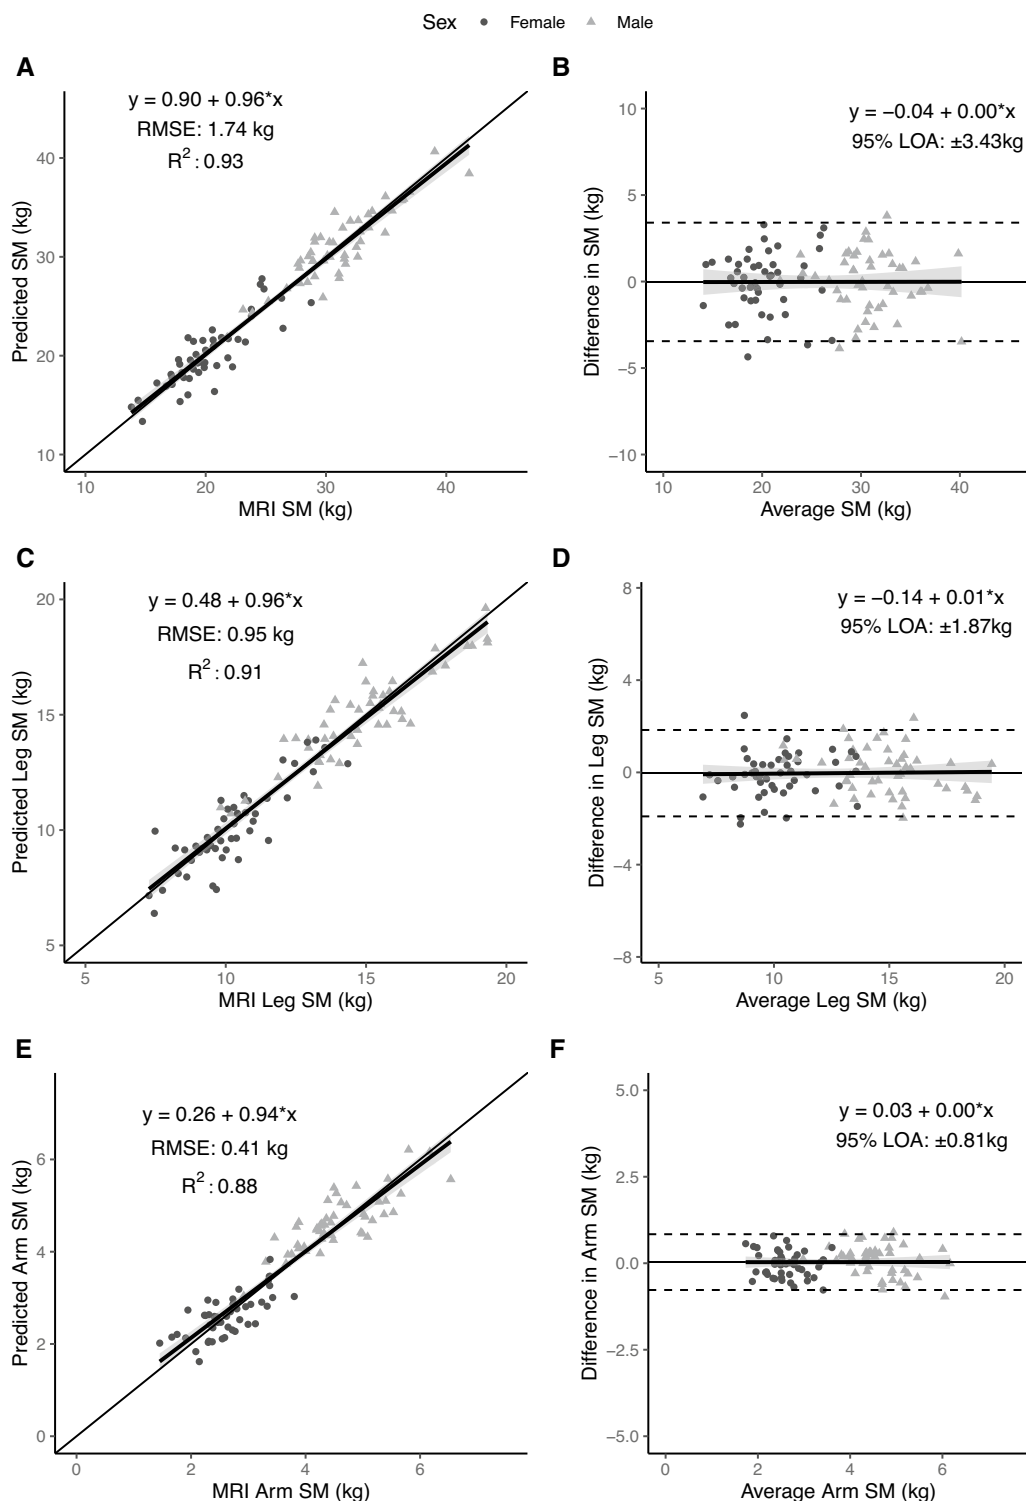 Sex Female Male
A
y = 0.90 + 0.96*x
RMSE: 1.74 kg
R²: 0.93
40
30
20
10
Predicted SM (kg)
10 20 30 40
MRI SM (kg)
B
y = −0.04 + 0.00*x
95% LOA: ±3.43kg
10
5
0
−5
−10
Difference in SM (kg)
10 20 30 40
Average SM (kg)
C
y = 0.48 + 0.96*x
RMSE: 0.95 kg
R²: 0.91
20
15
10
5
Predicted Leg SM (kg)
5 10 15 20
MRI Leg SM (kg)
D
y = −0.14 + 0.01*x
95% LOA: ±1.87kg
8
4
0
−4
−8
Difference in Leg SM (kg)
5 10 15 20
Average Leg SM (kg)
E
y = 0.26 + 0.94*x
RMSE: 0.41 kg
R²: 0.88
6
4
2
0
Predicted Arm SM (kg)
0 2 4 6
MRI Arm SM (kg)
F
y = 0.03 + 0.00*x
95% LOA: ±0.81kg
5.0
2.5
0.0
−2.5
−5.0
Difference in Arm SM (kg)
0 2 4 6
Average Arm SM (kg)